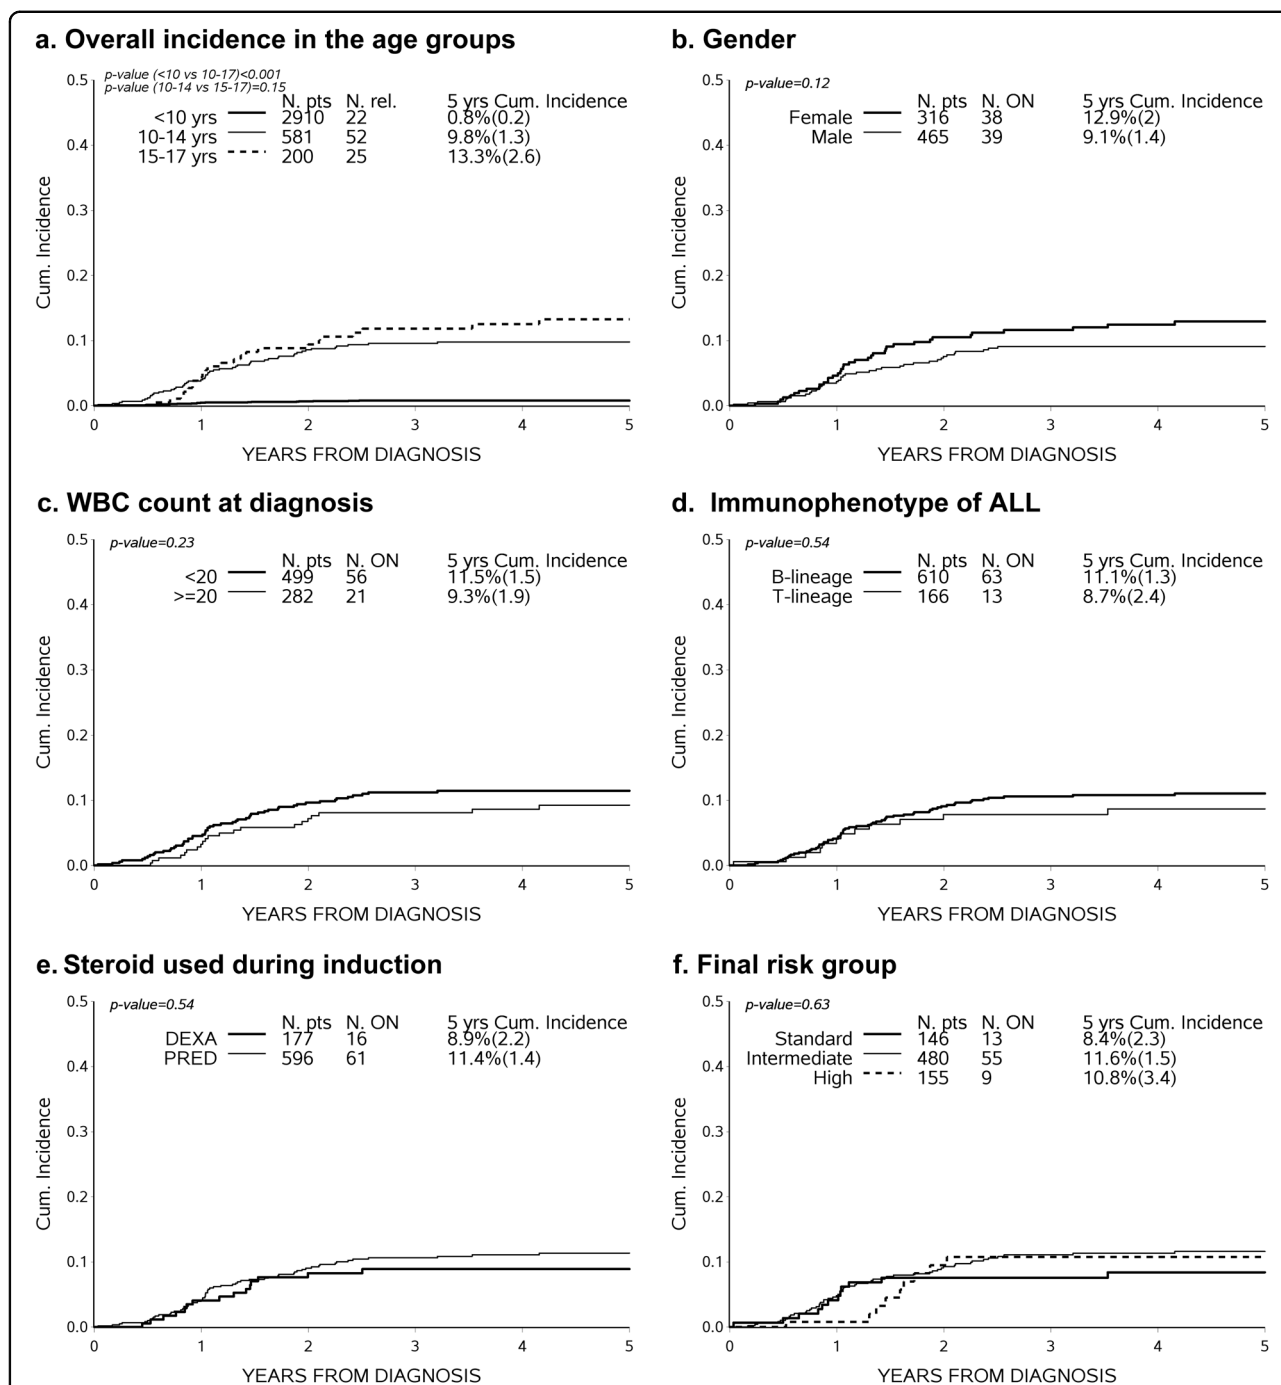 a. Overall incidence in the age groups
p-value (<10 vs 10-17)<0.001
p-value (10-14 vs 15-17)=0.15
N. pts N. rel. 5 yrs Cum. Incidence
<10 yrs 2910 22 0.8%(0.2)
10-14 yrs 581 52 9.8%(1.3)
15-17 yrs 200 25 13.3%(2.6)
Cum. Incidence
0.5
0.4
0.3
0.2
0.1
0.0
0 1 2 3 4 5
YEARS FROM DIAGNOSIS
b. Gender
p-value=0.12
N. pts N. ON 5 yrs Cum. Incidence
Female 316 38 12.9%(2)
Male 465 39 9.1%(1.4)
Cum. Incidence
0.5
0.4
0.3
0.2
0.1
0.0
0 1 2 3 4 5
YEARS FROM DIAGNOSIS
c. WBC count at diagnosis
p-value=0.23
N. pts N. ON 5 yrs Cum. Incidence
<20 499 56 11.5%(1.5)
>=20 282 21 9.3%(1.9)
Cum. Incidence
0.5
0.4
0.3
0.2
0.1
0.0
0 1 2 3 4 5
YEARS FROM DIAGNOSIS
d. Immunophenotype of ALL
p-value=0.54
N. pts N. ON 5 yrs Cum. Incidence
B-lineage 610 63 11.1%(1.3)
T-lineage 166 13 8.7%(2.4)
Cum. Incidence
0.5
0.4
0.3
0.2
0.1
0.0
0 1 2 3 4 5
YEARS FROM DIAGNOSIS
e. Steroid used during induction
p-value=0.54
N. pts N. ON 5 yrs Cum. Incidence
DEXA 177 16 8.9%(2.2)
PRED 596 61 11.4%(1.4)
Cum. Incidence
0.5
0.4
0.3
0.2
0.1
0.0
0 1 2 3 4 5
YEARS FROM DIAGNOSIS
f. Final risk group
p-value=0.63
N. pts N. ON 5 yrs Cum. Incidence
Standard 146 13 8.4%(2.3)
Intermediate 480 55 11.6%(1.5)
High 155 9 10.8%(3.4)
Cum. Incidence
0.5
0.4
0.3
0.2
0.1
0.0
0 1 2 3 4 5
YEARS FROM DIAGNOSIS